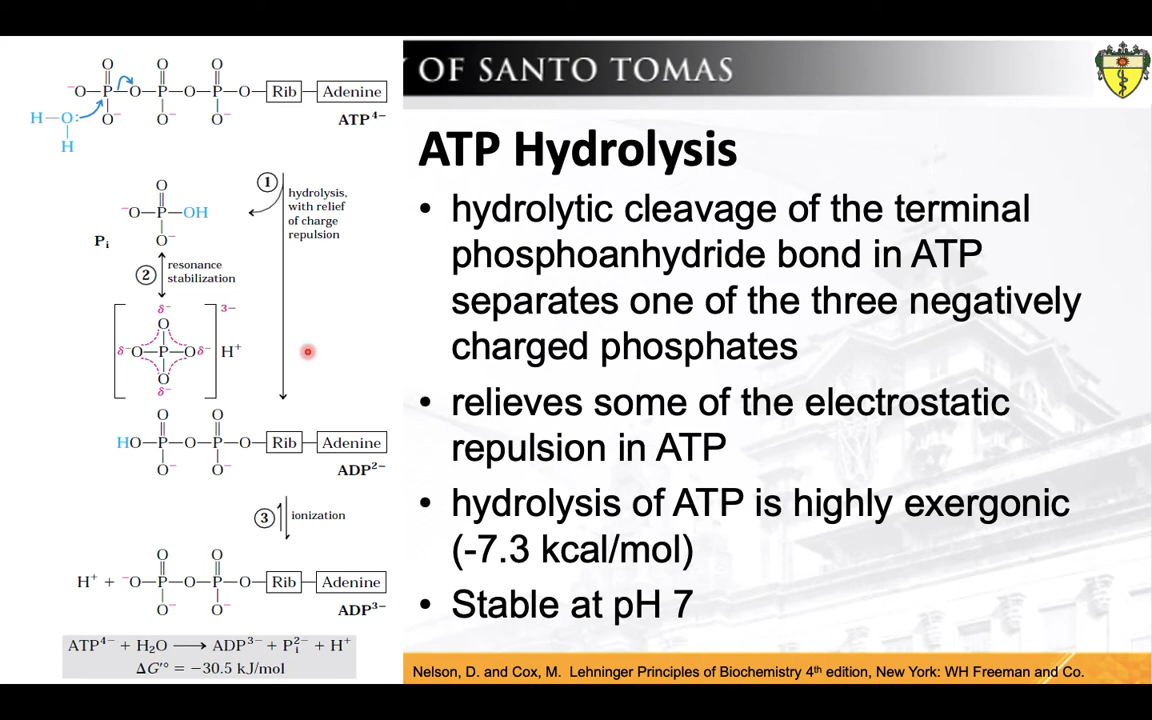 Y OF SANTO TOMAS
ATP Hydrolysis
• hydrolytic cleavage of the terminal
phosphoanhydride bond in ATP
separates one of the three negatively
charged phosphates
• relieves some of the electrostatic
repulsion in ATP
• hydrolysis of ATP is highly exergonic
(-7.3 kcal/mol)
• Stable at pH 7
O O O
⁻O—P—O—P—O—P—O—Rib—Adenine
H—O: O⁻ O⁻ O⁻ ATP⁴⁻
H
① hydrolysis,
with relief
of charge
repulsion
O
⁻O—P—OH
O⁻
Pᵢ
② resonance
stabilization
δ⁻ 3−
O
δ⁻O—P—Oδ⁻ H⁺
O
δ⁻
O O
HO—P—O—P—O—Rib—Adenine
O⁻ O⁻ ADP²⁻
③ ionization
O O
H⁺ + ⁻O—P—O—P—O—Rib—Adenine
O⁻ O⁻ ADP³⁻
ATP⁴⁻ + H₂O ⟶ ADP³⁻ + Pᵢ²⁻ + H⁺
ΔG′° = −30.5 kJ/mol
Nelson, D. and Cox, M. Lehninger Principles of Biochemistry 4th edition, New York: WH Freeman and Co.